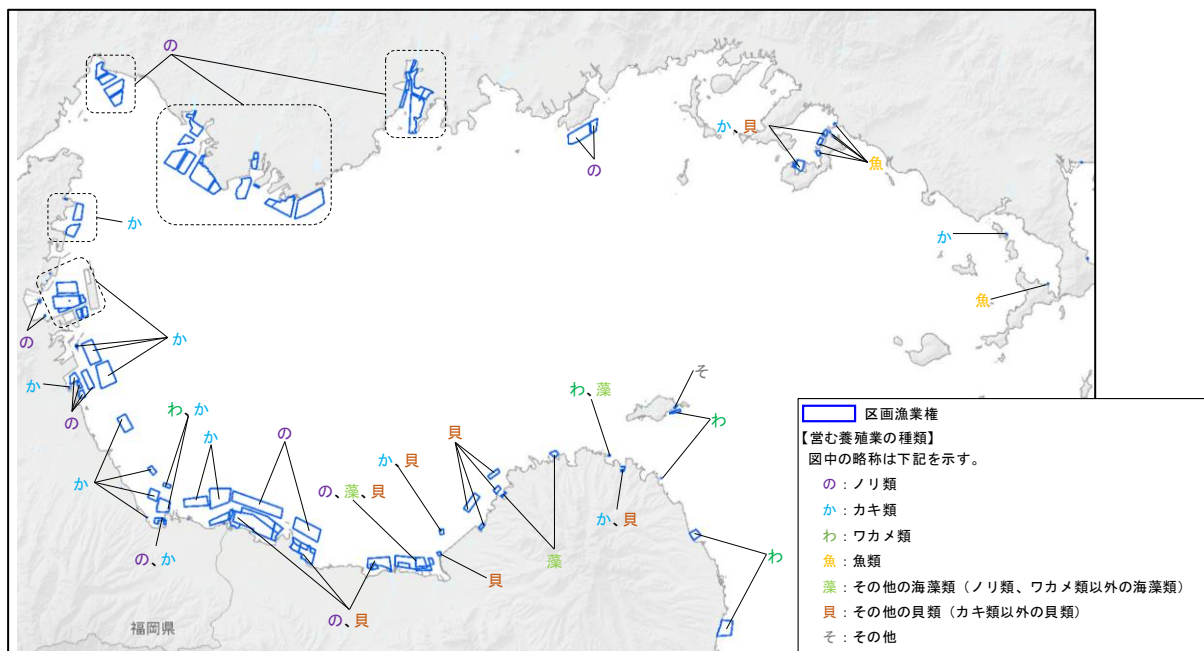 の
か、貝
魚
の
か
か
魚
の
か
か
の
そ
わ、藻
わ
わ、か
か
の
貝
か、貝
か
の、藻、貝
か、貝
の、か
藻
貝
わ
の、貝
福岡県
区画漁業権
【営む養殖業の種類】
図中の略称は下記を示す。
の：ノリ類
か：カキ類
わ：ワカメ類
魚：魚類
藻：その他の海藻類（ノリ類、ワカメ類以外の海藻類）
貝：その他の貝類（カキ類以外の貝類）
そ：その他